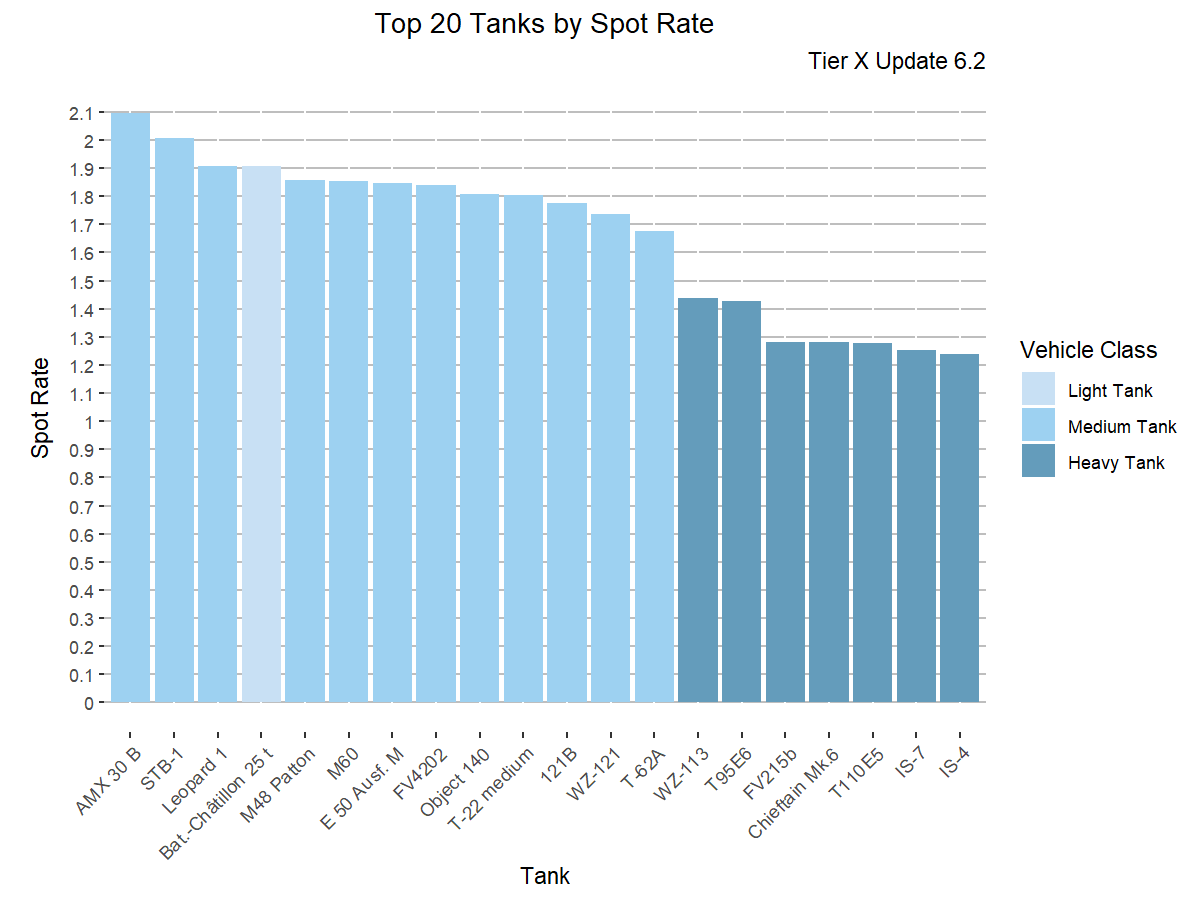 Top 20 Tanks by Spot Rate
Tier X Update 6.2
Spot Rate
2.1
2
1.9
1.8
1.7
1.6
1.5
1.4
1.3
1.2
1.1
1
0.9
0.8
0.7
0.6
0.5
0.4
0.3
0.2
0.1
0
AMX 30 B
STB-1
Leopard 1
Bat.-Châtillon 25 t
M48 Patton
M60
E 50 Ausf. M
FV4202
Object 140
T-22 medium
121B
WZ-121
T-62A
WZ-113
T95E6
FV215b
Chieftain Mk.6
T110E5
IS-7
IS-4
Tank
Vehicle Class
Light Tank
Medium Tank
Heavy Tank